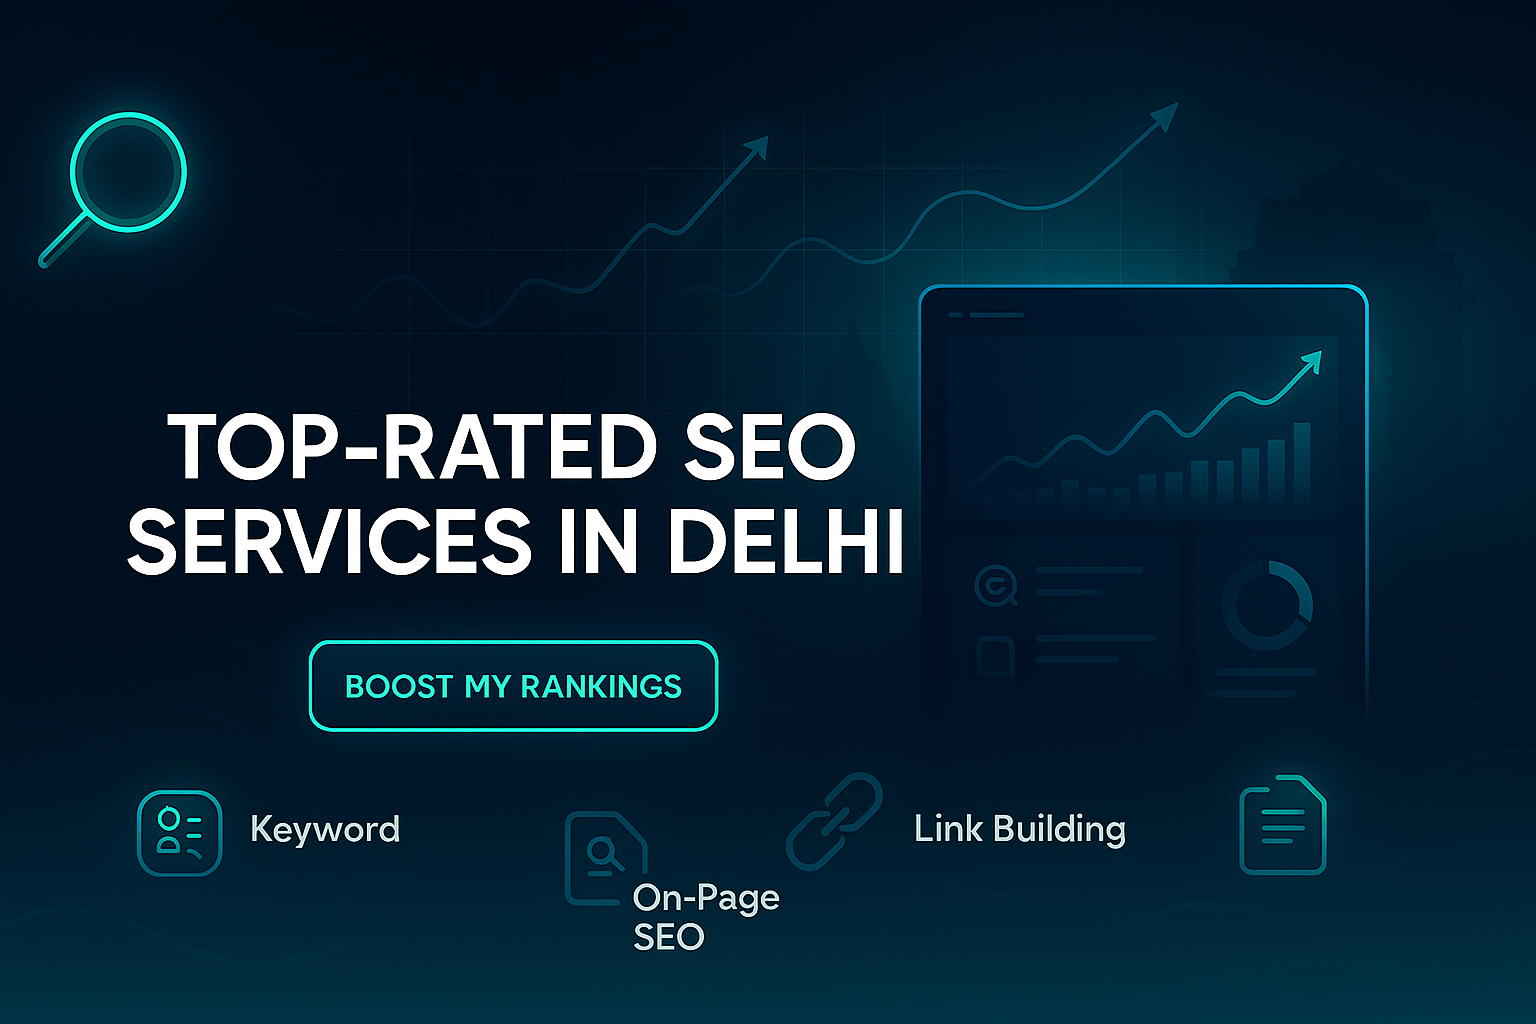 TOP-RATED SEO
SERVICES IN DELHI
BOOST MY RANKINGS
Keyword
On-Page
SEO
Link Building